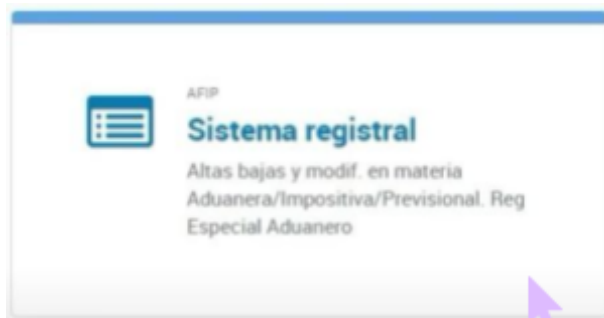 AFIP
Sistema registral
Altas bajas y modif. en materia
Aduanera/Impositiva/Previsional. Reg
Especial Aduanero